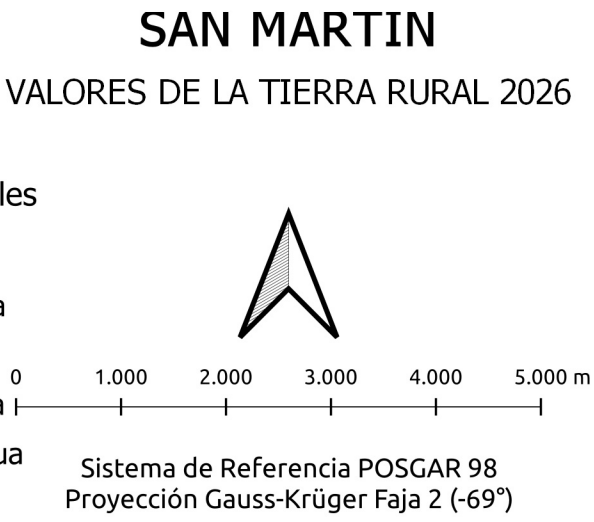 SAN MARTIN
VALORES DE LA TIERRA RURAL 2026
0 1.000 2.000 3.000 4.000 5.000 m
Sistema de Referencia POSGAR 98
Proyección Gauss-Krüger Faja 2 (-69°)